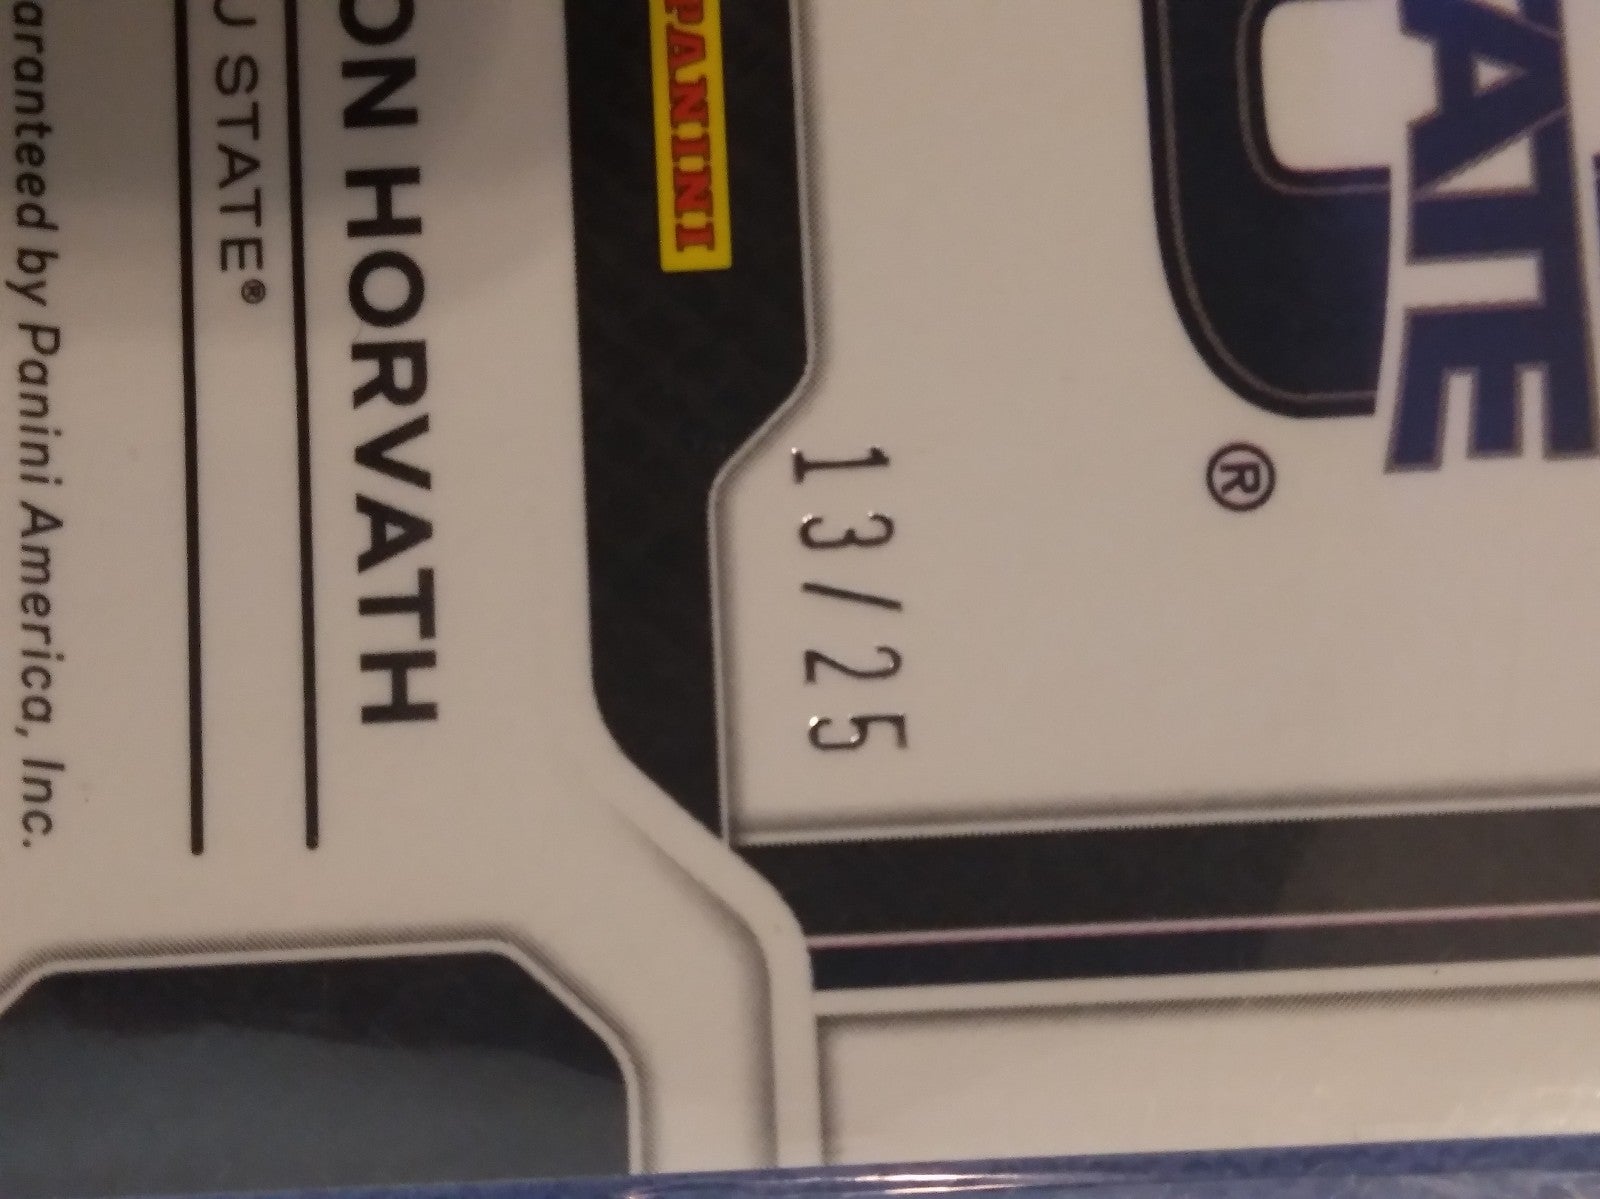 ATE
®
13/25
PANINI
ON HORVATH
U STATE®
aranteed by Panini America, Inc.